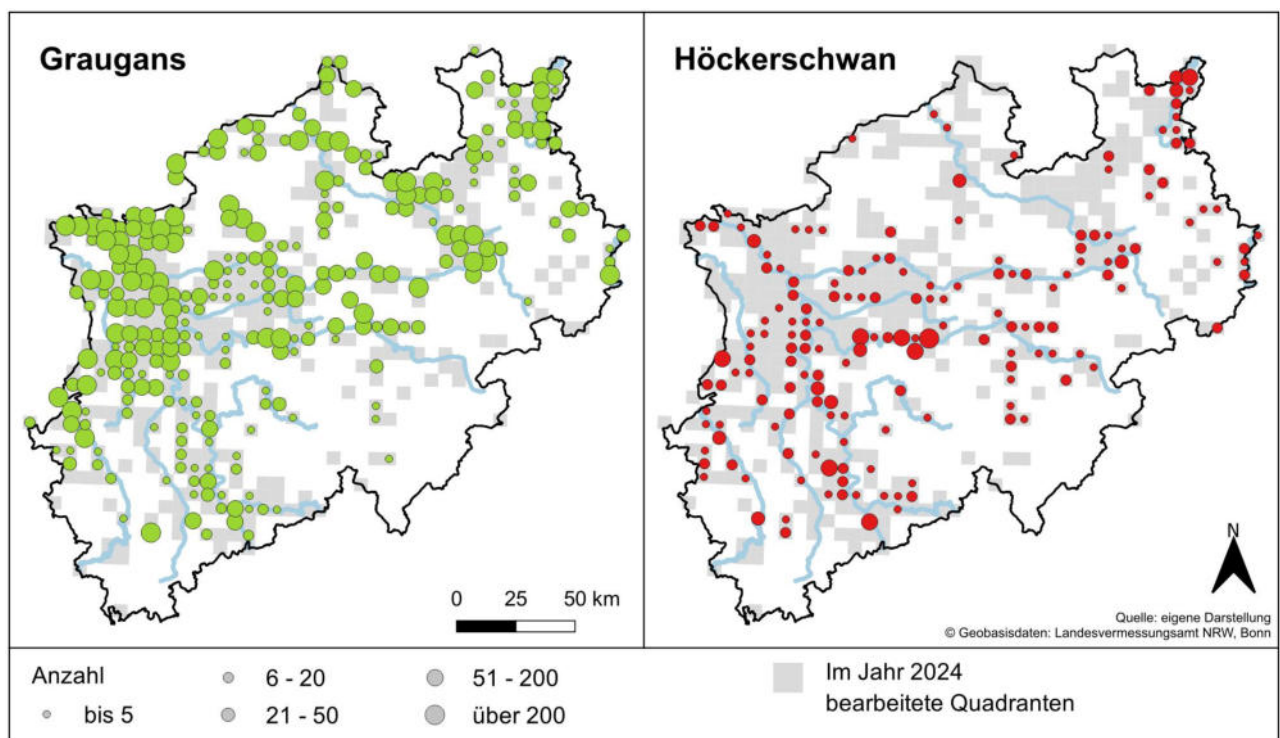 Graugans
Höckerschwan
0 25 50 km
N
Quelle: eigene Darstellung
© Geobasisdaten: Landesvermessungsamt NRW, Bonn
Anzahl
bis 5
6 - 20
21 - 50
51 - 200
über 200
Im Jahr 2024
bearbeitete Quadranten